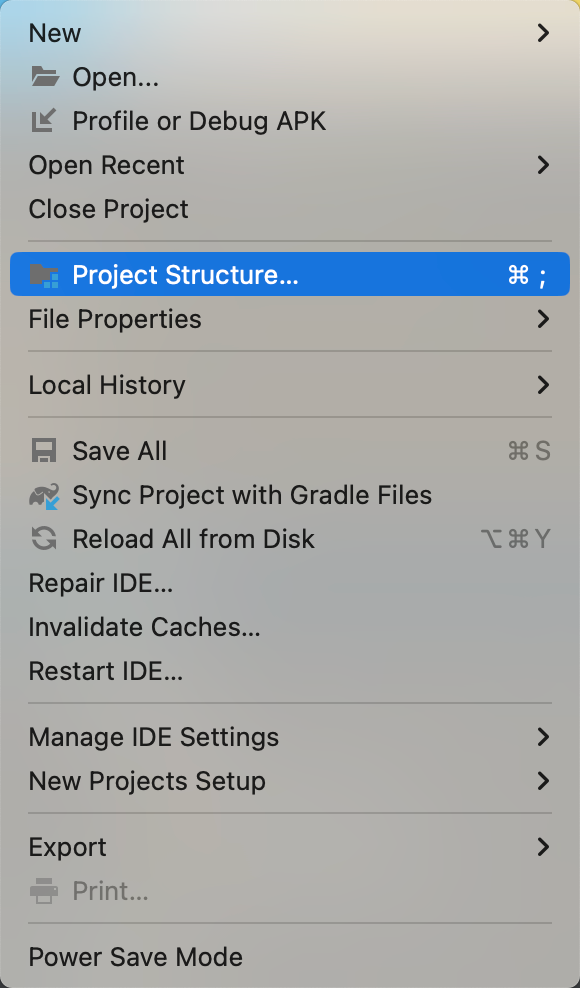 New
Open...
Profile or Debug APK
Open Recent
Close Project
Project Structure... ⌘ ;
File Properties
Local History
Save All ⌘ S
Sync Project with Gradle Files
Reload All from Disk ⌥ ⌘ Y
Repair IDE...
Invalidate Caches...
Restart IDE...
Manage IDE Settings
New Projects Setup
Export
Print...
Power Save Mode